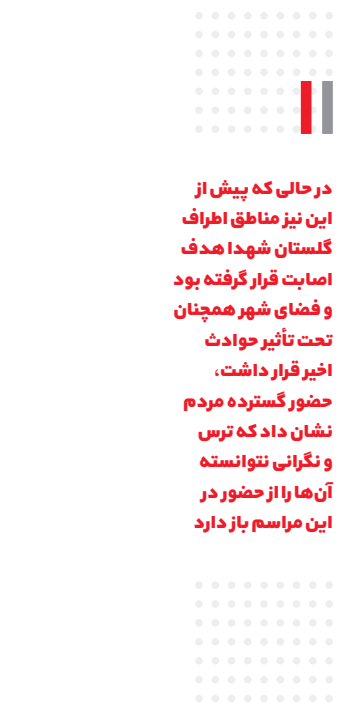 در حالی که پیش از
این نیز مناطق اطراف
گلستان شهدا هدف
اصابت قرار گرفته بود
و فضای شهر همچنان
تحت تأثیر حوادث
اخیر قرار داشت،
حضور گسترده مردم
نشان داد که ترس
و نگرانی نتوانسته
آن‌ها را از حضور در
این مراسم باز دارد